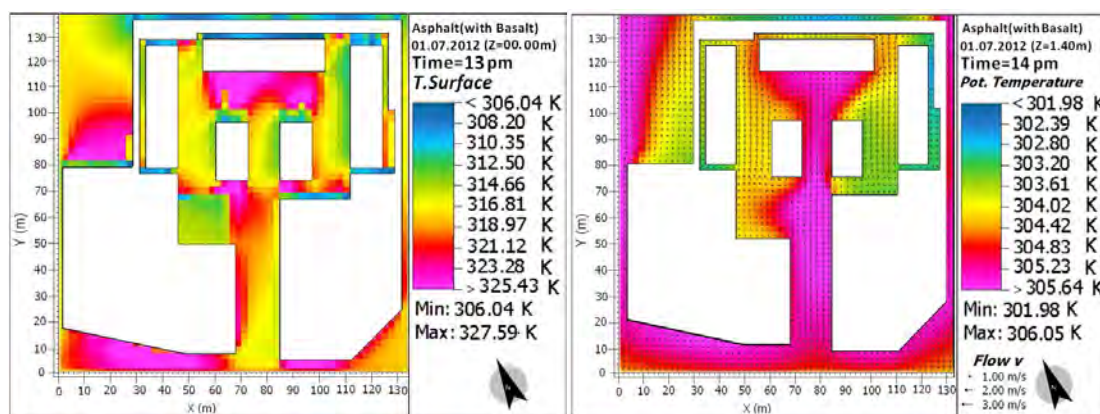 Asphalt(with Basalt)
01.07.2012 (Z=00.00m)
Time=13pm
T.Surface
< 306.04 K
308.20 K
310.35 K
312.50 K
314.66 K
316.81 K
318.97 K
321.12 K
323.28 K
> 325.43 K
Min: 306.04 K
Max: 327.59 K
N
Y (m)
130
120
110
100
90
80
70
60
50
40
30
20
10
0
0 10 20 30 40 50 60 70 80 90 100 110 120 130
X (m)
Asphalt(with Basalt)
01.07.2012 (Z=1.40m)
Time=14 pm
Pot. Temperature
< 301.98 K
302.39 K
302.80 K
303.20 K
303.61 K
304.02 K
304.42 K
304.83 K
305.23 K
> 305.64 K
Min: 301.98 K
Max: 306.05 K
Flow v
1.00 m/s
2.00 m/s
3.00 m/s
N
Y (m)
130
120
110
100
90
80
70
60
50
40
30
20
10
0
0 10 20 30 40 50 60 70 80 90 100 110 120 130
X (m)